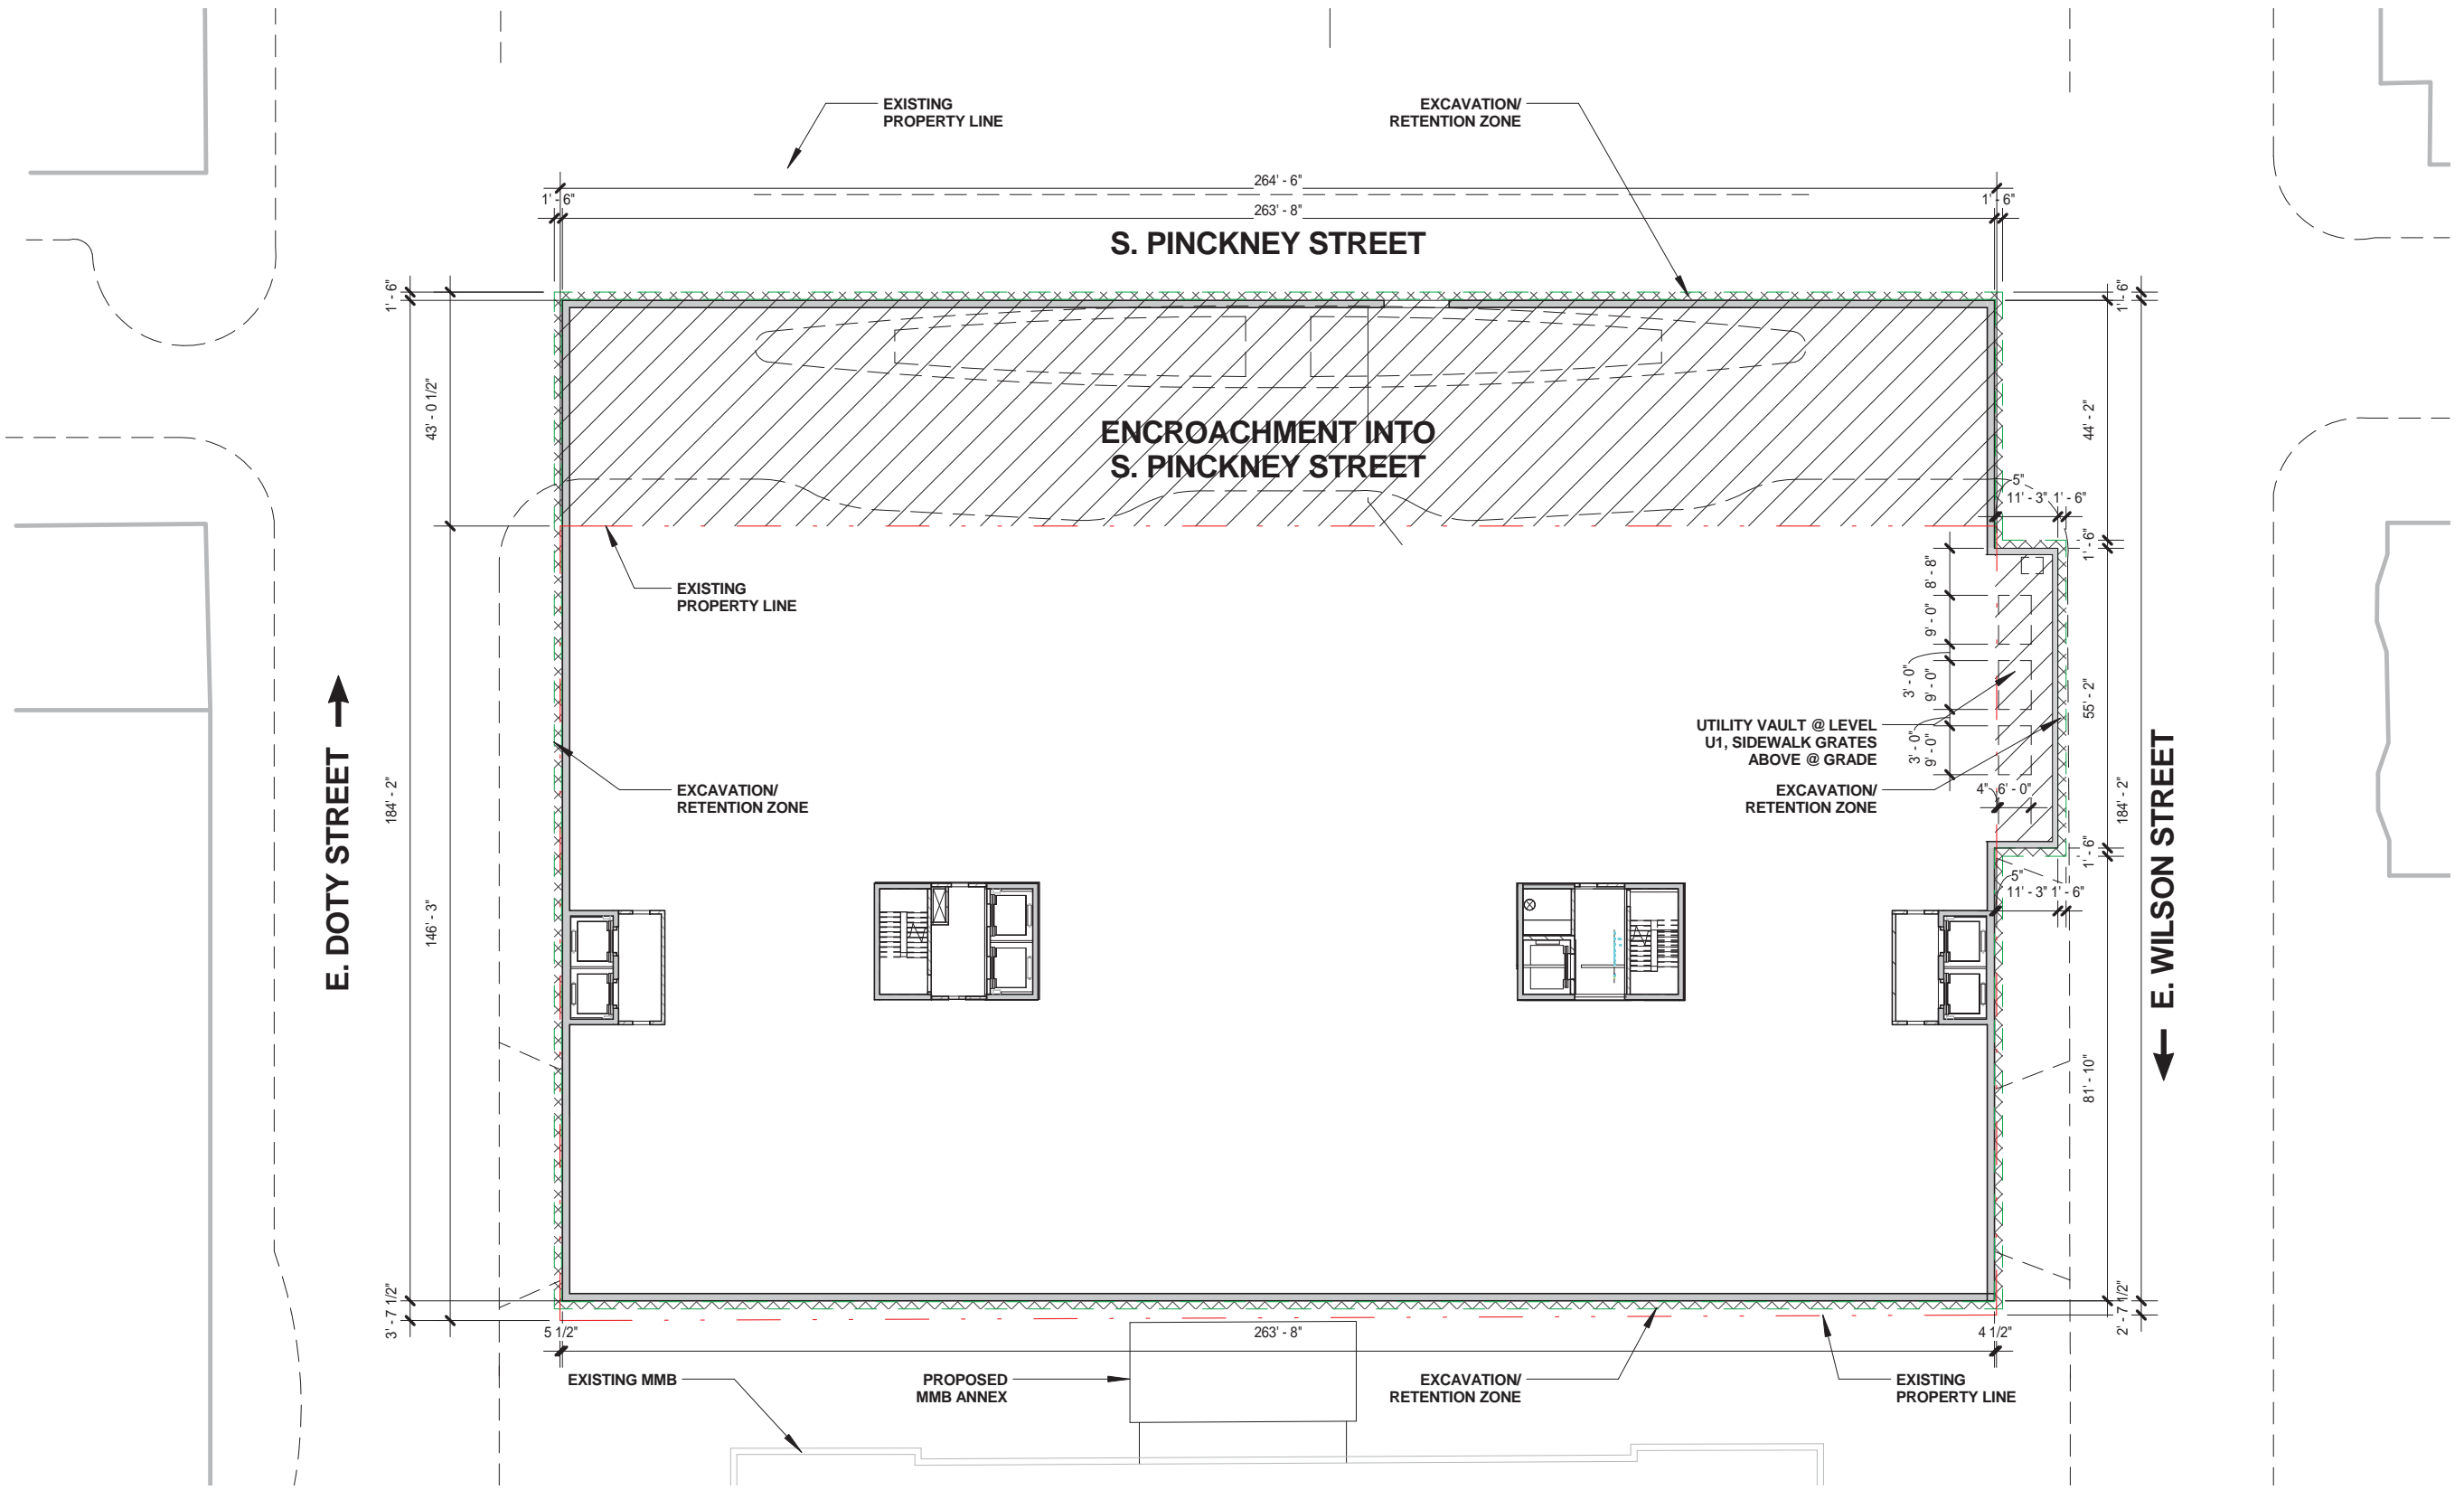 EXISTING
PROPERTY LINE
EXCAVATION/
RETENTION ZONE
264' - 6"
1' - 6"
1' - 6"
263' - 8"
S. PINCKNEY STREET
1' - 6"
1' - 6"
43' - 0 1/2"
44' - 2"
ENCROACHMENT INTO
S. PINCKNEY STREET
5"
11' - 3" 1' - 6"
1' - 6"
EXISTING
PROPERTY LINE
8' - 8"
9' - 0"
3' - 0"
9' - 0"
3' - 0"
9' - 0"
55' - 2"
UTILITY VAULT @ LEVEL
U1, SIDEWALK GRATES
ABOVE @ GRADE
EXCAVATION/
RETENTION ZONE
EXCAVATION/
RETENTION ZONE
4" 6' - 0"
184' - 2"
184' - 2"
E. DOTY STREET
E. WILSON STREET
1' - 6"
5"
11' - 3" 1' - 6"
146' - 3"
81' - 10"
3' - 7 1/2"
2' - 7 1/2"
5 1/2"
263' - 8"
4 1/2"
EXISTING MMB
PROPOSED
MMB ANNEX
EXCAVATION/
RETENTION ZONE
EXISTING
PROPERTY LINE